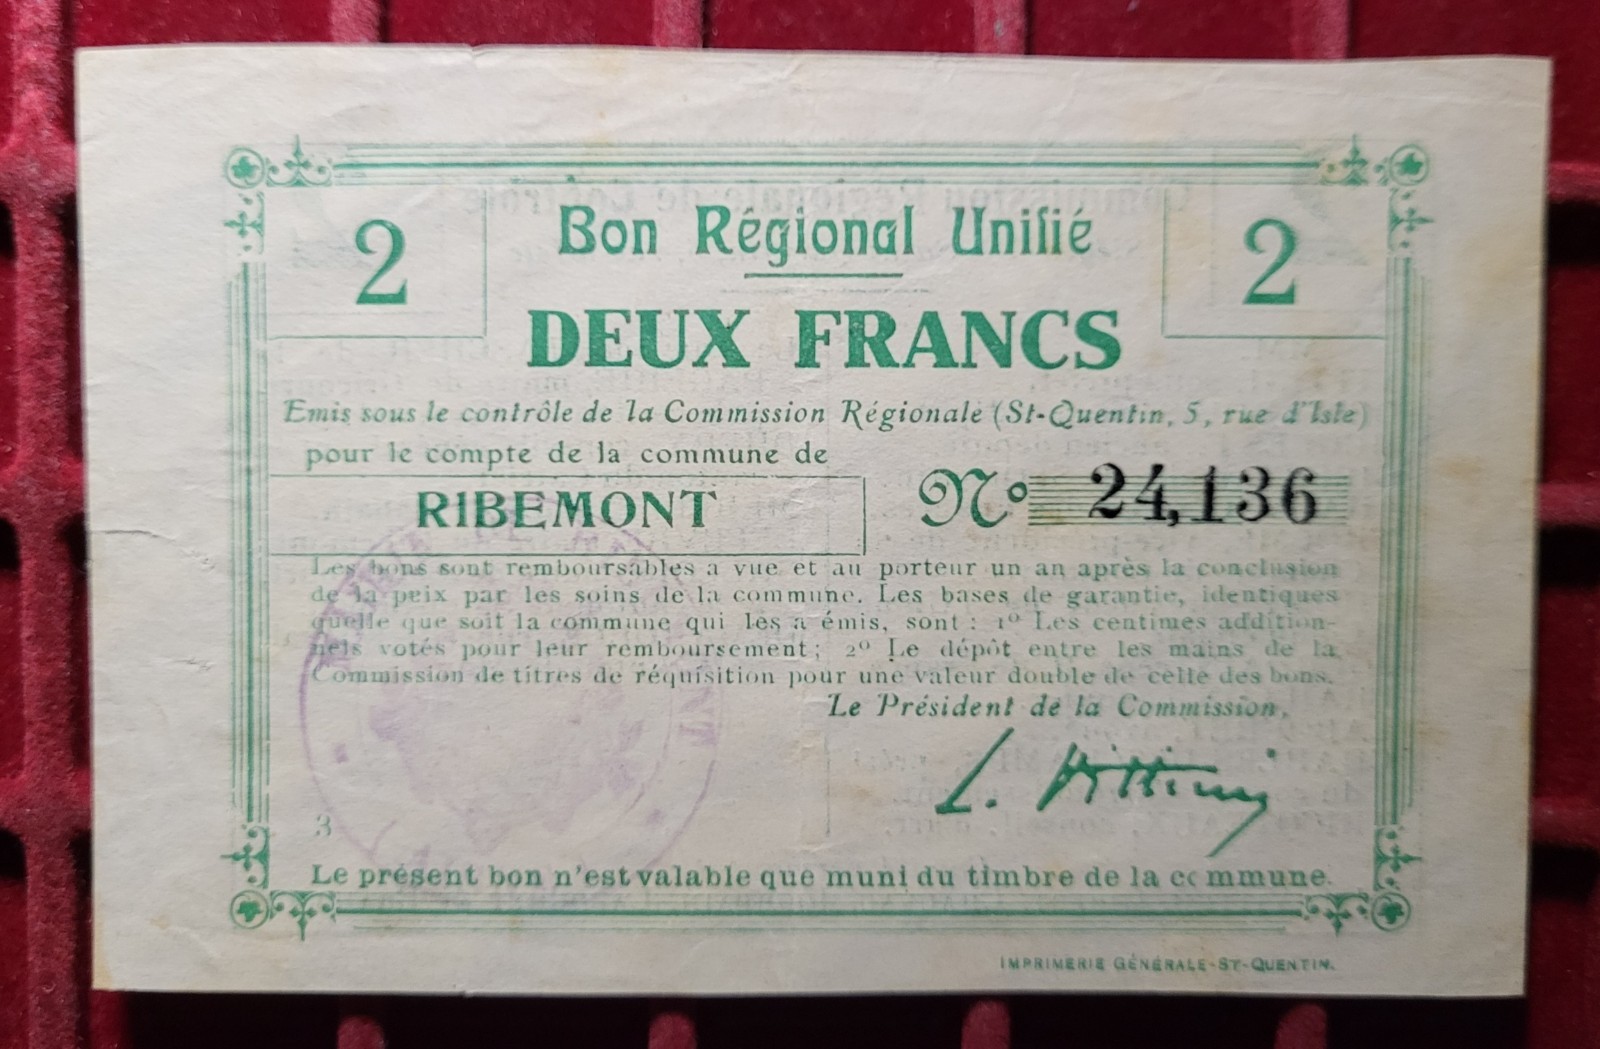 2 Bon Régional Unifié 2
DEUX FRANCS
Emis sous le contrôle de la Commission Régionale (St-Quentin, 5, rue d'Isle)
pour le compte de la commune de
RIBEMONT No 24,136
Les bons sont remboursables a vue et au porteur un an après la conclusion
de la paix par les soins de la commune. Les bases de garantie, identiques
quelle que soit la commune qui les a émis, sont : 1o Les centimes addition-
nels votés pour leur remboursement; 2o Le dépôt entre les mains de la
Commission de titres de réquisition pour une valeur double de celle des bons.
Le Président de la Commission,
3
Le présent bon n'est valable que muni du timbre de la commune.
IMPRIMERIE GÉNÉRALE-ST-QUENTIN.